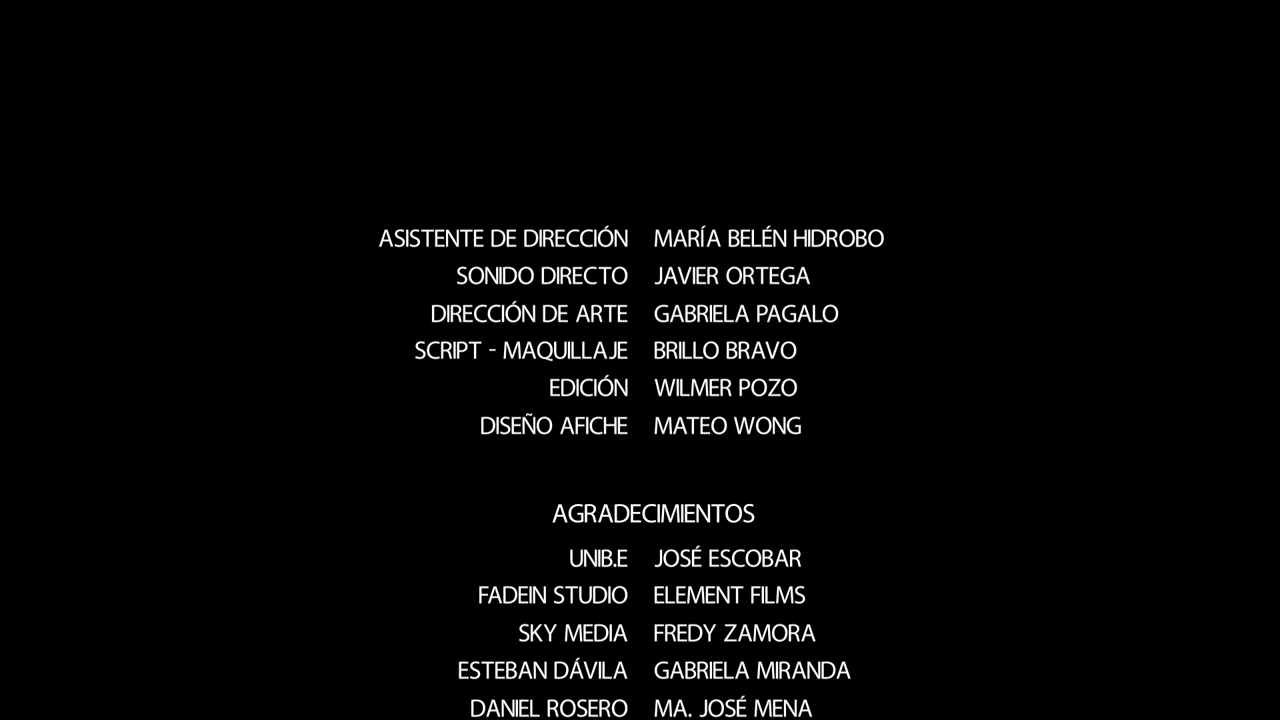 ASISTENTE DE DIRECCIÓN MARÍA BELÉN HIDROBO
SONIDO DIRECTO JAVIER ORTEGA
DIRECCIÓN DE ARTE GABRIELA PAGALO
SCRIPT - MAQUILLAJE BRILLO BRAVO
EDICIÓN WILMER POZO
DISEÑO AFICHE MATEO WONG
AGRADECIMIENTOS
UNIB.E JOSÉ ESCOBAR
FADEIN STUDIO ELEMENT FILMS
SKY MEDIA FREDY ZAMORA
ESTEBAN DÁVILA GABRIELA MIRANDA
DANIEL ROSERO MA. JOSÉ MENA